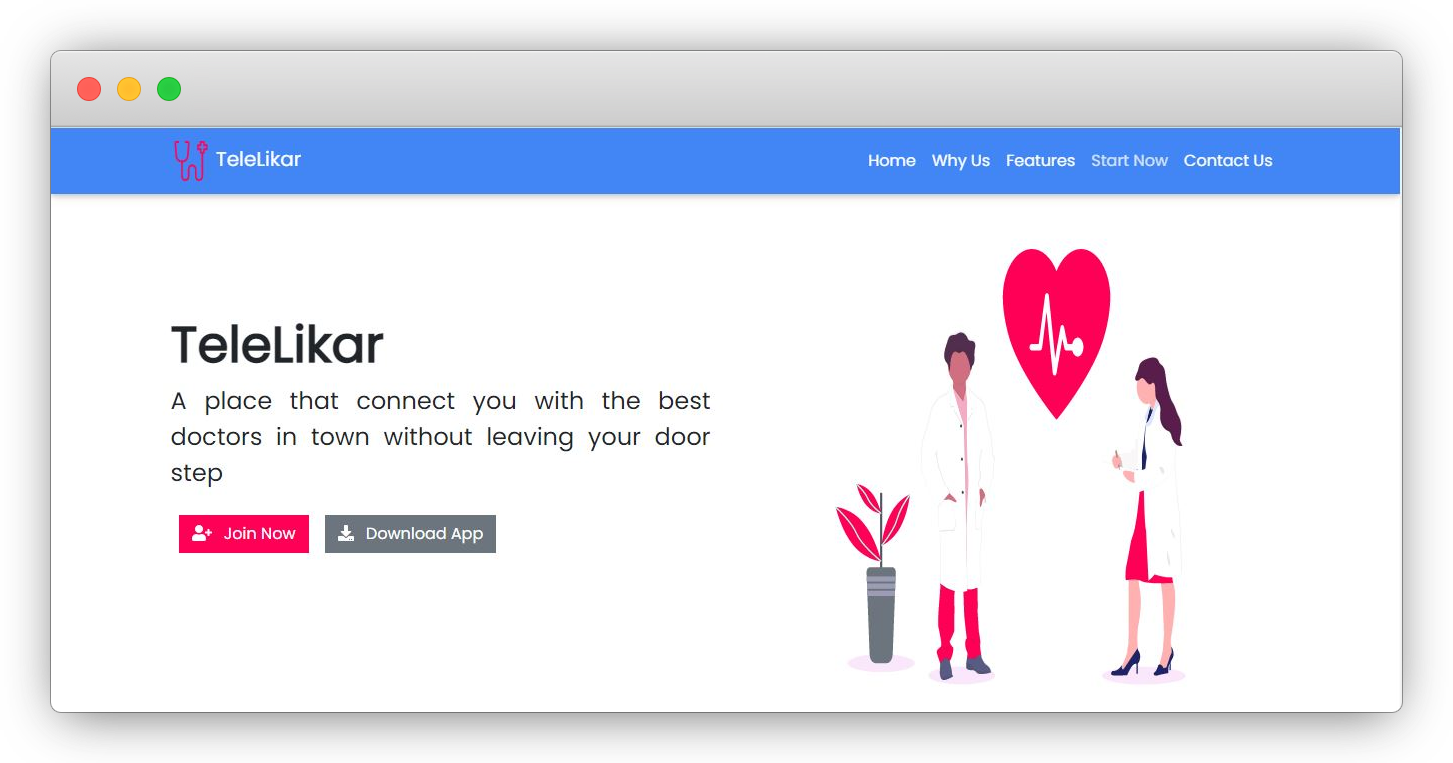 TeleLikar
Home Why Us Features Start Now Contact Us
TeleLikar
A place that connect you with the best
doctors in town without leaving your door
step
Join Now Download App